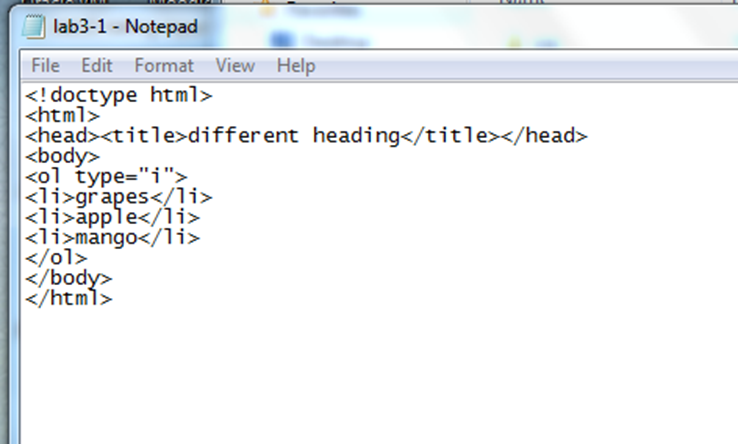 lab3-1 - Notepad
File Edit Format View Help
<!doctype html>
<html>
<head><title>different heading</title></head>
<body>
<ol type="i">
<li>grapes</li>
<li>apple</li>
<li>mango</li>
</ol>
</body>
</html>